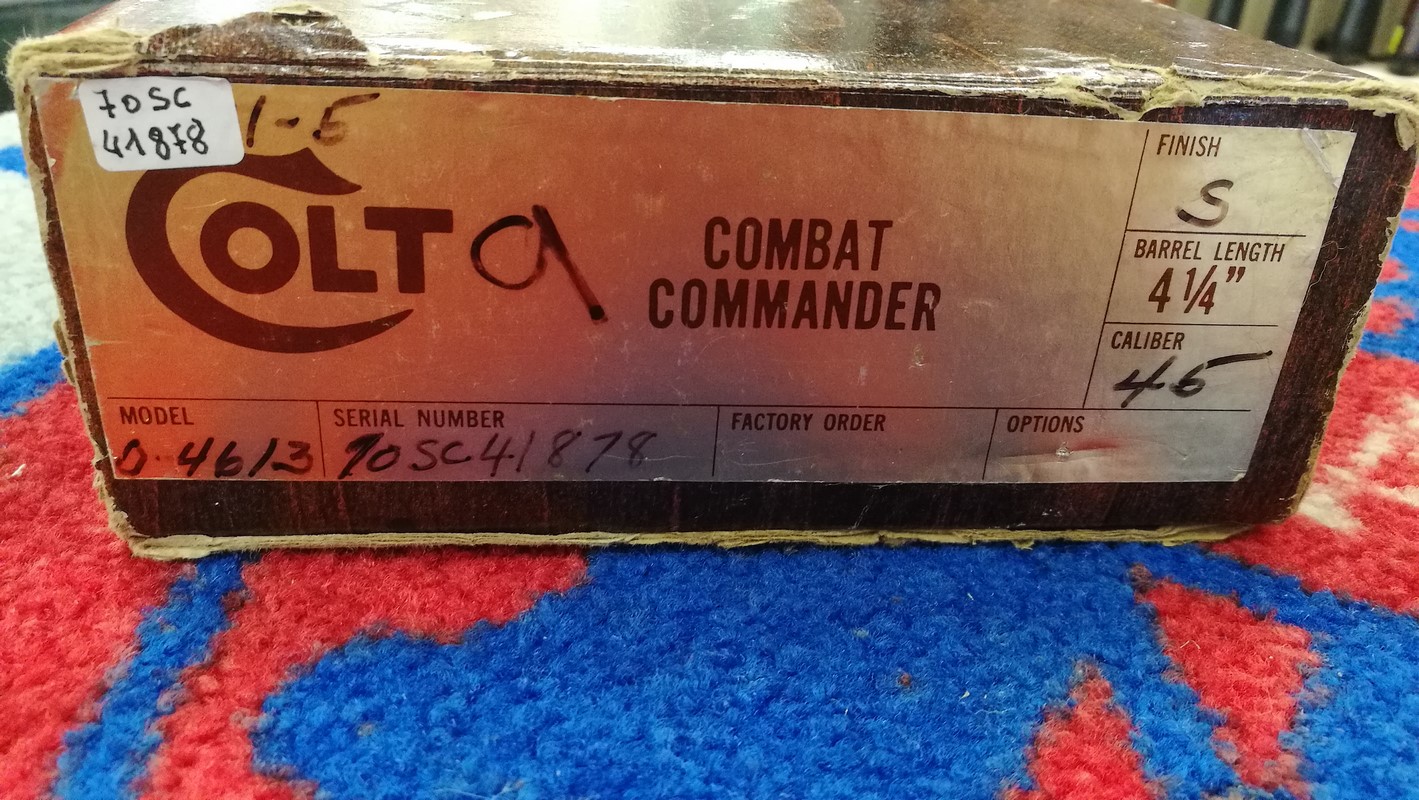 70SC
41878
1-E
COLT
9
COMBAT
COMMANDER
FINISH
S
BARREL LENGTH
4 1/4"
CALIBER
45
MODEL
0.4613
SERIAL NUMBER
70SC41878
FACTORY ORDER
OPTIONS